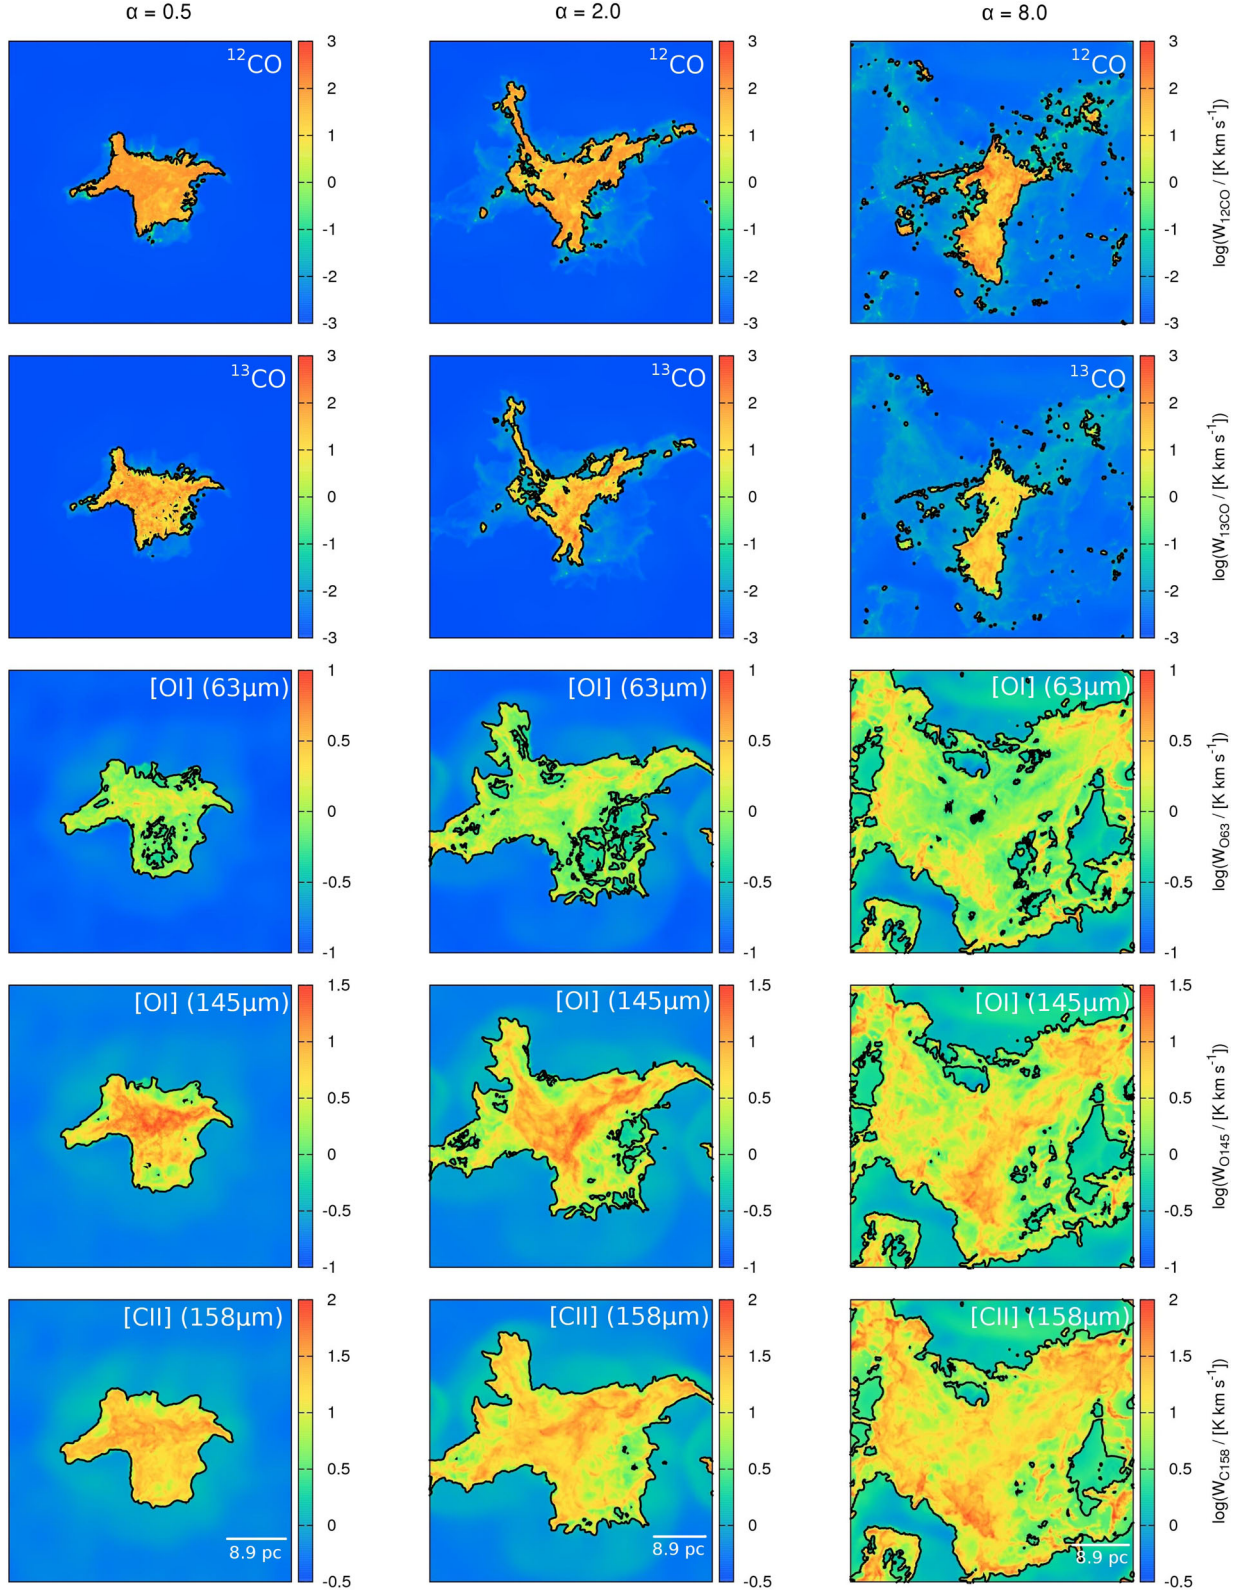 α = 0.5 α = 2.0 α = 8.0
¹²CO ¹²CO ¹²CO
3 3 3
2 2 2
1 1 1
0 0 0
-1 -1 -1
-2 -2 -2
-3 -3 -3
log(W₁₂CO / [K km s⁻¹])
¹³CO ¹³CO ¹³CO
3 3 3
2 2 2
1 1 1
0 0 0
-1 -1 -1
-2 -2 -2
-3 -3 -3
log(W₁₃CO / [K km s⁻¹])
[OI] (63μm) [OI] (63μm) [OI] (63μm)
1 1 1
0.5 0.5 0.5
0 0 0
-0.5 -0.5 -0.5
-1 -1 -1
log(W_O63 / [K km s⁻¹])
[OI] (145μm) [OI] (145μm) [OI] (145μm)
1.5 1.5 1.5
1 1 1
0.5 0.5 0.5
0 0 0
-0.5 -0.5 -0.5
-1 -1 -1
log(W_O145 / [K km s⁻¹])
[CII] (158μm) [CII] (158μm) [CII] (158μm)
2 2 2
1.5 1.5 1.5
1 1 1
0.5 0.5 0.5
0 0 0
-0.5 -0.5 -0.5
log(W_C158 / [K km s⁻¹])
8.9 pc 8.9 pc 8.9 pc